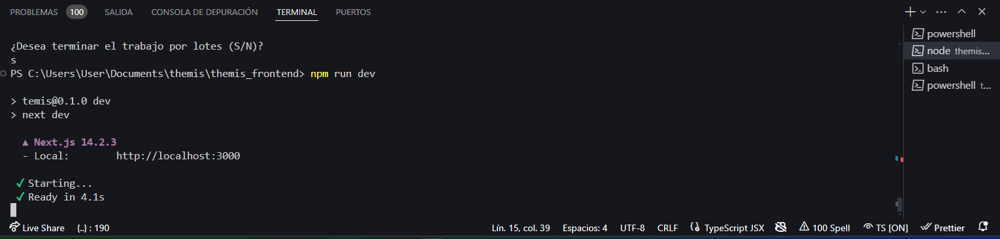 PROBLEMAS 100 SALIDA CONSOLA DE DEPURACIÓN TERMINAL PUERTOS
¿Desea terminar el trabajo por lotes (S/N)?
s
PS C:\Users\User\Documents\themis\themis_frontend> npm run dev
> temis@0.1.0 dev
> next dev
▲ Next.js 14.2.3
- Local: http://localhost:3000
✓ Starting...
✓ Ready in 4.1s
powershell
node themis...
bash
powershell t...
Live Share {..} : 190 Lín. 15, col. 39 Espacios: 4 UTF-8 CRLF TypeScript JSX 100 Spell TS [ON] Prettier